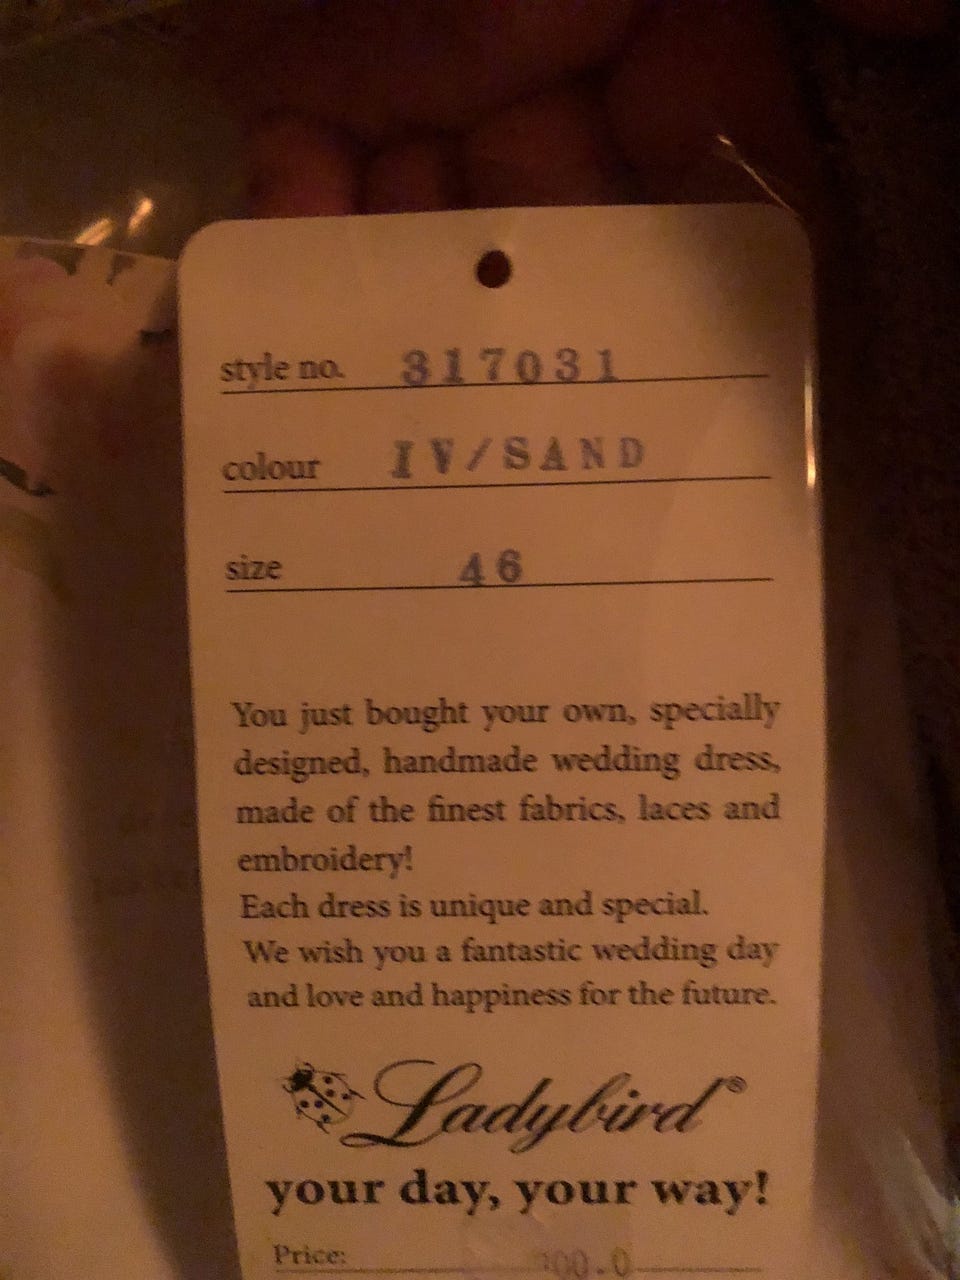 style no. 317031
colour IV/SAND
size 46
You just bought your own, specially
designed, handmade wedding dress,
made of the finest fabrics, laces and
embroidery!
Each dress is unique and special.
We wish you a fantastic wedding day
and love and happiness for the future.
Ladybird®
your day, your way!
Price: